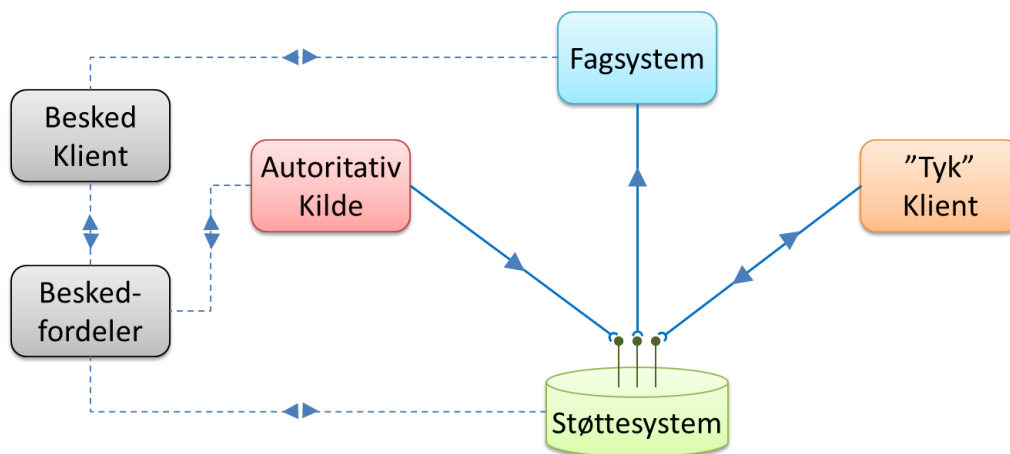 Fagsystem
Besked
Klient
Autoritativ
Kilde
”Tyk”
Klient
Besked-
fordeler
Støttesystem